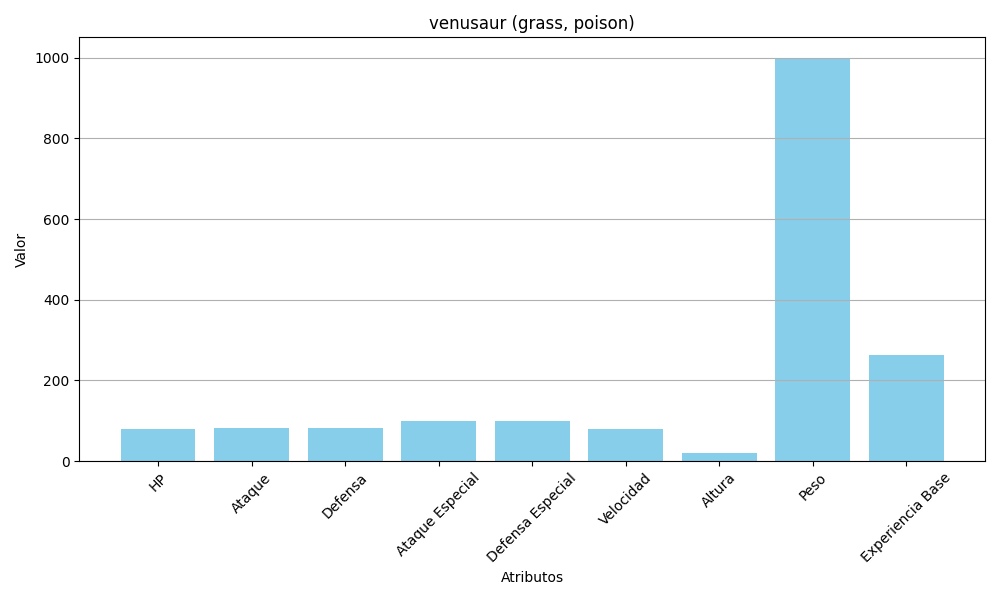 venusaur (grass, poison)
Valor
1000
800
600
400
200
0
HP
Ataque
Defensa
Ataque Especial
Defensa Especial
Velocidad
Altura
Peso
Experiencia Base
Atributos